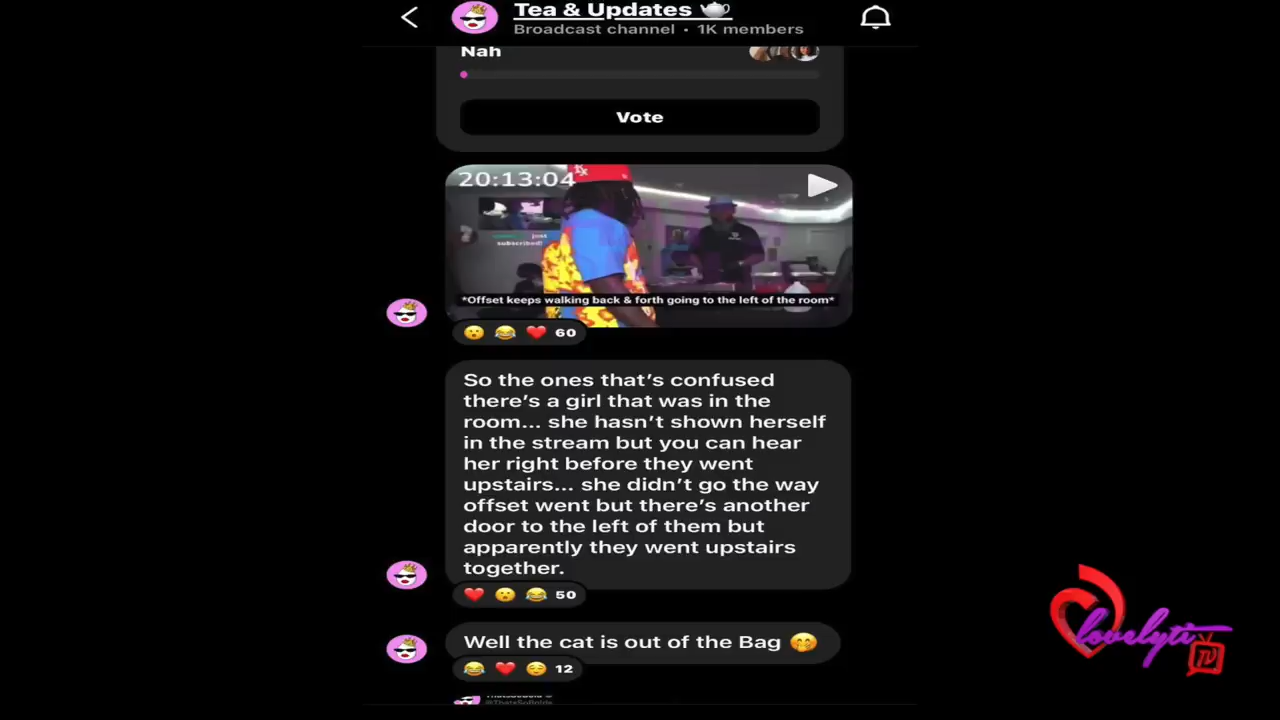 Tea & Updates 🫖
Broadcast channel • 1K members
Nah
Vote
20:13:04
just
subscribed!
*Offset keeps walking back & forth going to the left of the room*
😮 😂 ❤️ 60
So the ones that's confused
there's a girl that was in the
room... she hasn't shown herself
in the stream but you can hear
her right before they went
upstairs... she didn't go the way
offset went but there's another
door to the left of them but
apparently they went upstairs
together.
❤️ 😮 😂 50
Well the cat is out of the Bag 🤭
😂 ❤️ 😌 12
lovelyti
TV